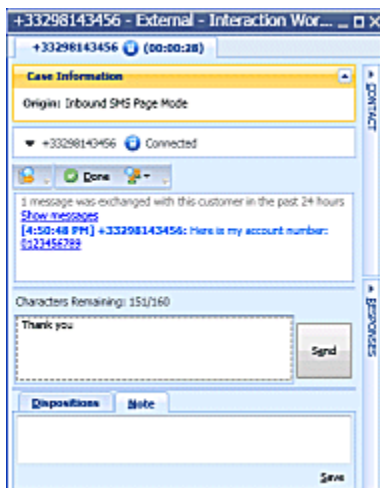 +33298143456 - External - Interaction Wor...
+33298143456 (00:00:28)
Case Information
Origin: Inbound SMS Page Mode
+33298143456 Connected
Done
1 message was exchanged with this customer in the past 24 hours
Show messages
[4:50:48 PM] +33298143456: Here is my account number:
0123456789
Characters Remaining: 151/160
Thank you
Send
Dispositions Note
Save
CONTACT
RESPONSES